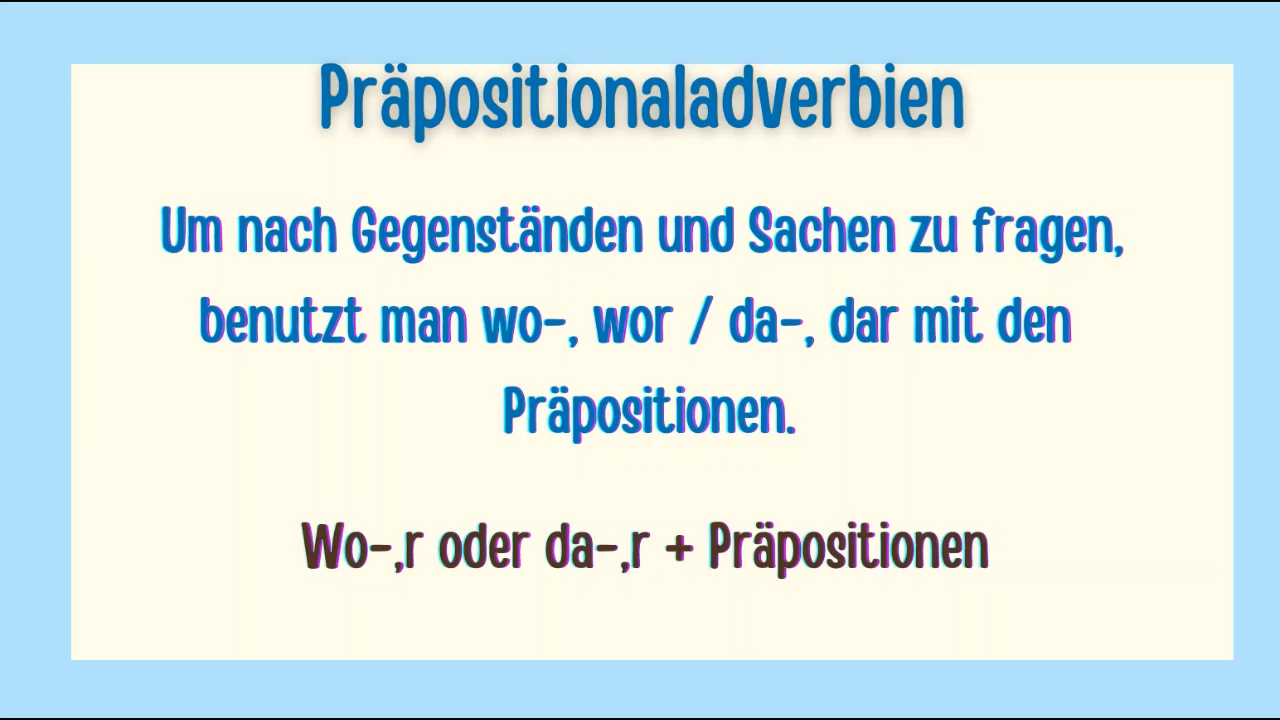 Präpositionaladverbien
Um nach Gegenständen und Sachen zu fragen,
benutzt man wo-, wor / da-, dar mit den
Präpositionen.
Wo-,r oder da-,r + Präpositionen